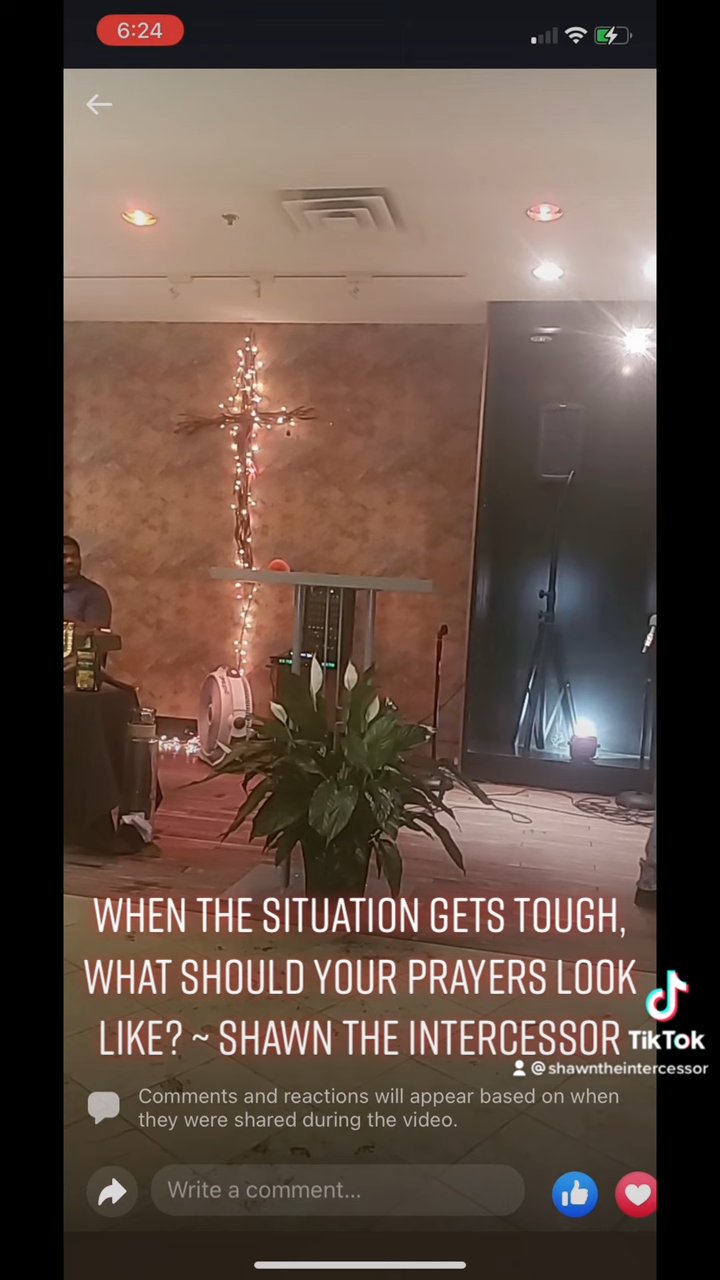 6:24
WHEN THE SITUATION GETS TOUGH,
WHAT SHOULD YOUR PRAYERS LOOK
LIKE? ~ SHAWN THE INTERCESSOR
TikTok
@shawntheintercessor
Comments and reactions will appear based on when
they were shared during the video.
Write a comment...